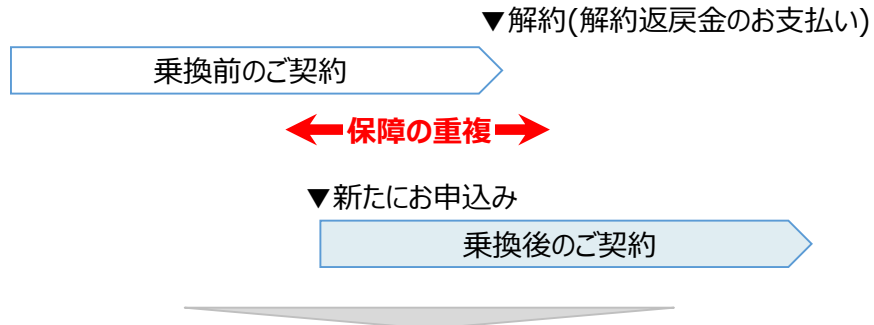 ▼解約(解約返戻金のお支払い)
乗換前のご契約
保障の重複
▼新たにお申込み
乗換後のご契約